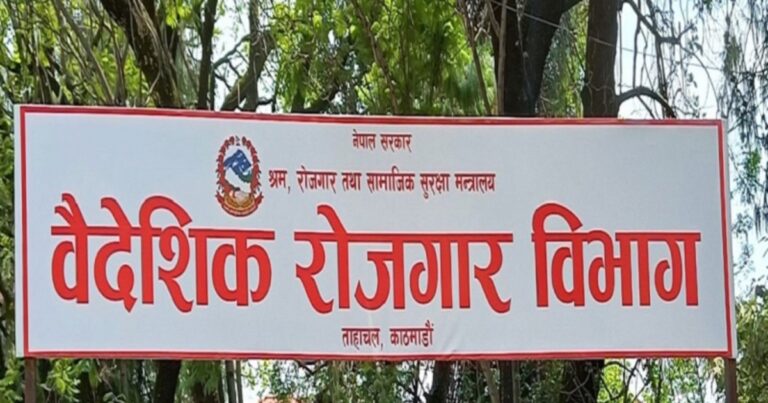 नेपाल सरकार
श्रम, रोजगार तथा सामाजिक सुरक्षा मन्त्रालय
वैदेशिक रोजगार विभाग
ताहाचल, काठमाडौं